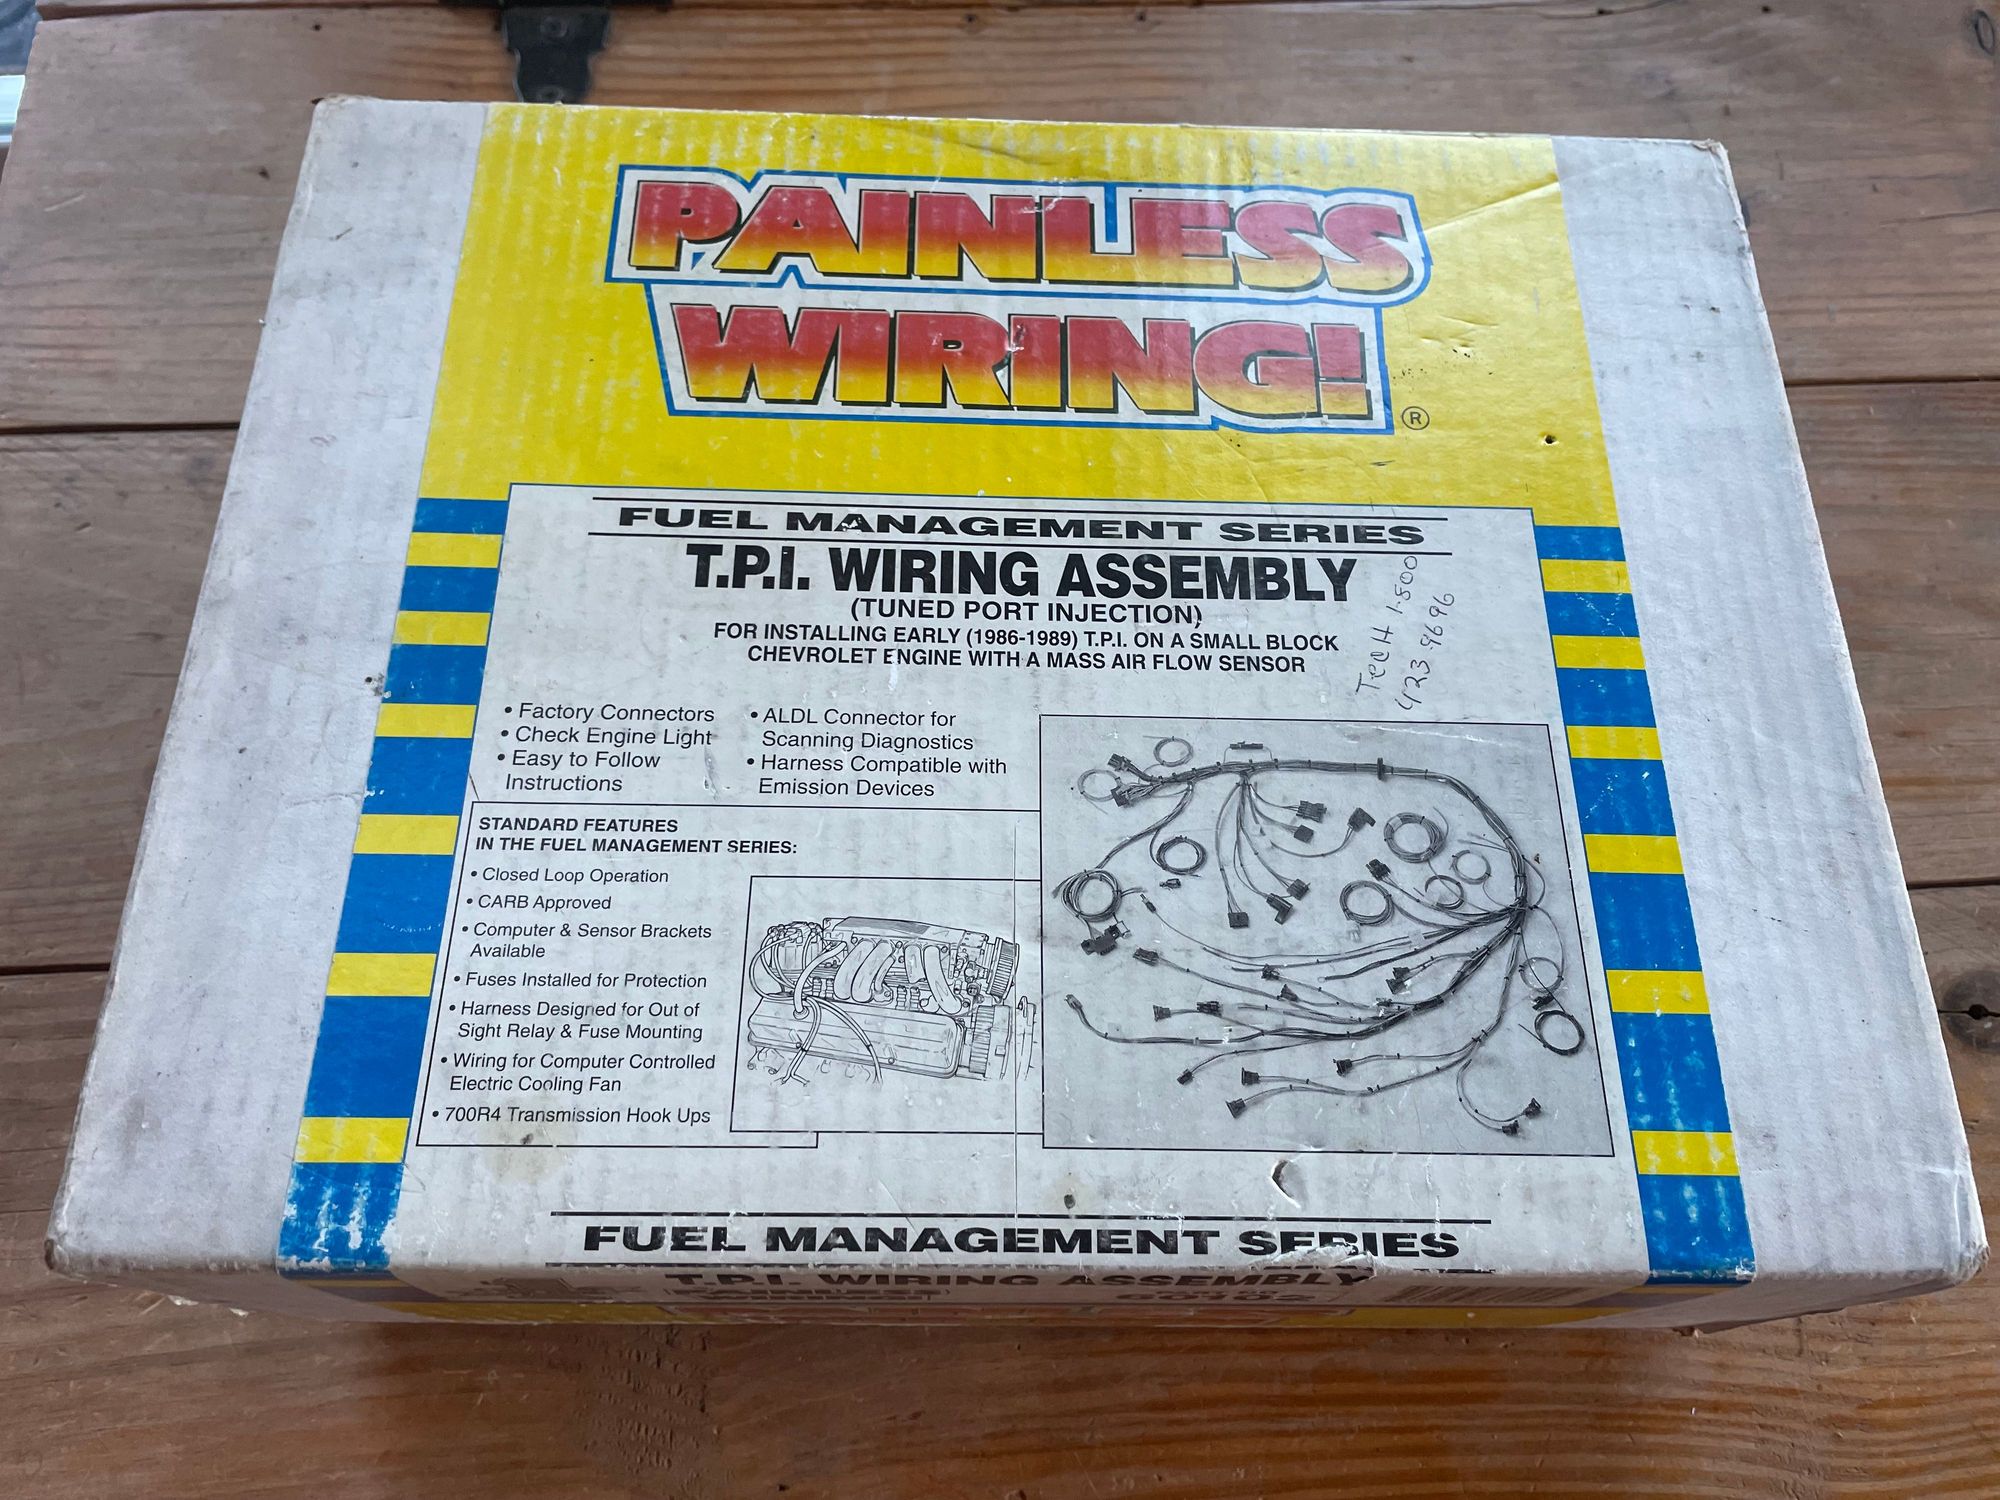 PAINLESS
WIRING!
®
FUEL MANAGEMENT SERIES
T.P.I. WIRING ASSEMBLY
(TUNED PORT INJECTION)
FOR INSTALLING EARLY (1986-1989) T.P.I. ON A SMALL BLOCK
CHEVROLET ENGINE WITH A MASS AIR FLOW SENSOR
TECH 1-800
423-9696
• Factory Connectors
• Check Engine Light
• Easy to Follow
Instructions
• ALDL Connector for
Scanning Diagnostics
• Harness Compatible with
Emission Devices
STANDARD FEATURES
IN THE FUEL MANAGEMENT SERIES:
• Closed Loop Operation
• CARB Approved
• Computer & Sensor Brackets
Available
• Fuses Installed for Protection
• Harness Designed for Out of
Sight Relay & Fuse Mounting
• Wiring for Computer Controlled
Electric Cooling Fan
• 700R4 Transmission Hook Ups
FUEL MANAGEMENT SERIES
T.P.I. WIRING ASSEMBLY
PAINLESS
60102